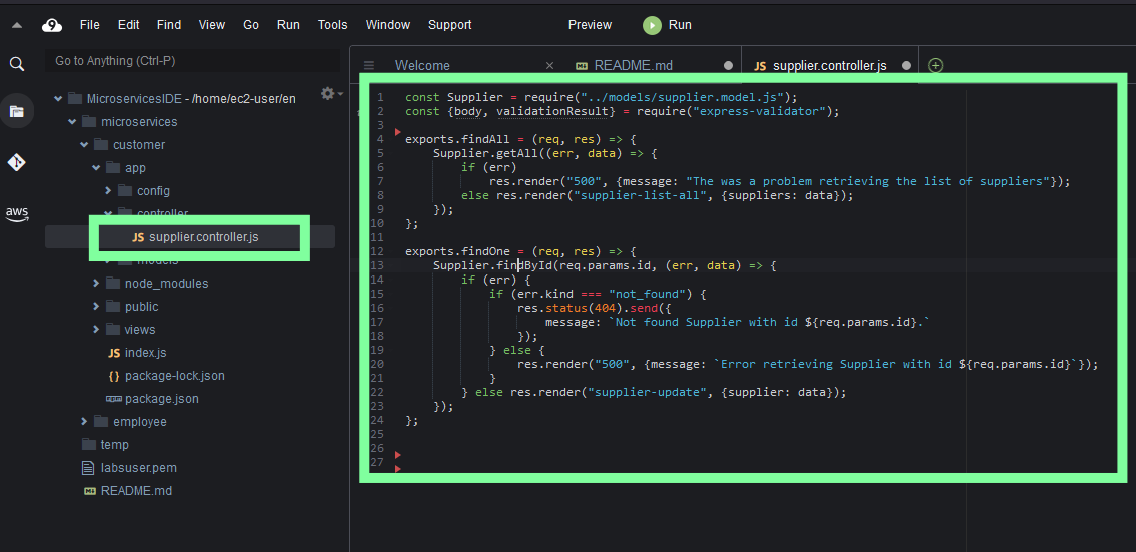 9 File Edit Find View Go Run Tools Window Support Preview Run
Go to Anything (Ctrl-P)
Welcome × README.md supplier.controller.js
MicroservicesIDE - /home/ec2-user/en
microservices
customer
app
config
controller
supplier.controller.js
models
node_modules
public
views
index.js
package-lock.json
package.json
employee
temp
labsuser.pem
README.md
aws
1 const Supplier = require("../models/supplier.model.js");
2 const {body, validationResult} = require("express-validator");
3
4 exports.findAll = (req, res) => {
5 Supplier.getAll((err, data) => {
6 if (err)
7 res.render("500", {message: "The was a problem retrieving the list of suppliers"});
8 else res.render("supplier-list-all", {suppliers: data});
9 });
10 };
11
12 exports.findOne = (req, res) => {
13 Supplier.findById(req.params.id, (err, data) => {
14 if (err) {
15 if (err.kind === "not_found") {
16 res.status(404).send({
17 message: `Not found Supplier with id ${req.params.id}.`
18 });
19 } else {
20 res.render("500", {message: `Error retrieving Supplier with id ${req.params.id}`});
21 }
22 } else res.render("supplier-update", {supplier: data});
23 });
24 };
25
26
27